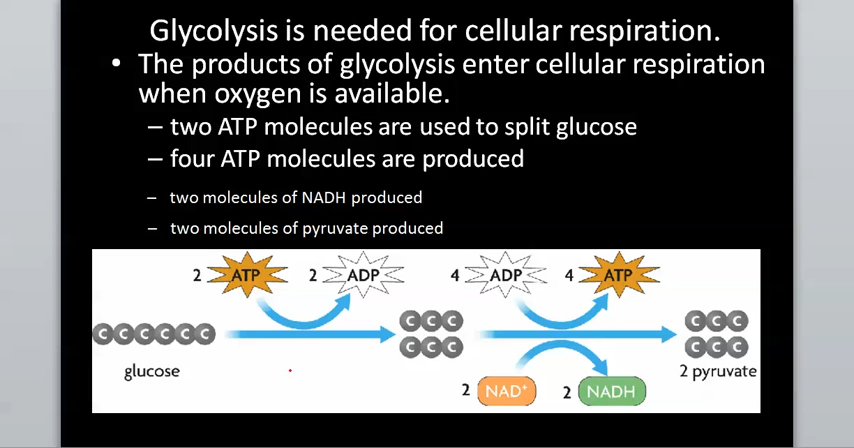 Glycolysis is needed for cellular respiration.
• The products of glycolysis enter cellular respiration
when oxygen is available.
– two ATP molecules are used to split glucose
– four ATP molecules are produced
– two molecules of NADH produced
– two molecules of pyruvate produced
2 ATP 2 ADP 4 ADP 4 ATP
C C C C C C
C C C
C C C
C C C
C C C
glucose
2 pyruvate
2 NAD⁺ 2 NADH